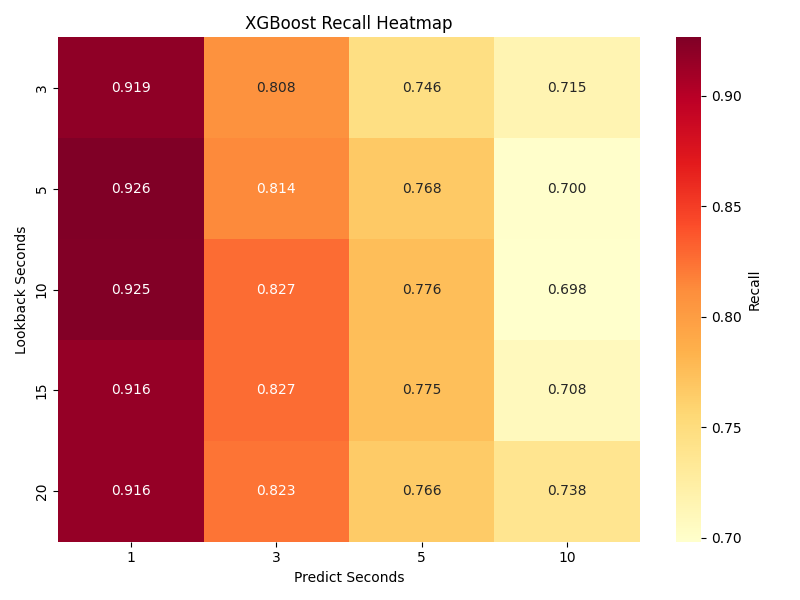 XGBoost Recall Heatmap
Lookback Seconds
3 0.919 0.808 0.746 0.715
5 0.926 0.814 0.768 0.700
10 0.925 0.827 0.776 0.698
15 0.916 0.827 0.775 0.708
20 0.916 0.823 0.766 0.738
1 3 5 10
Predict Seconds
0.90
0.85
0.80
0.75
0.70
Recall